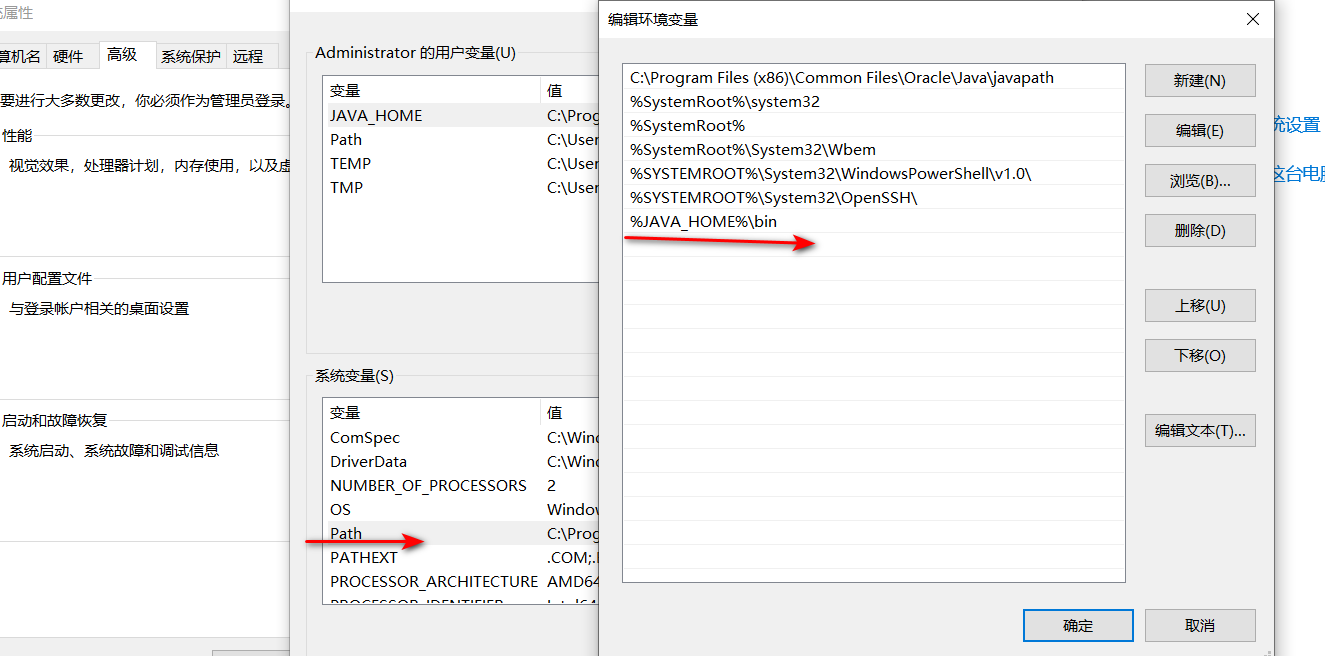 统属性
算机名 硬件 高级 系统保护 远程
要进行大多数更改，你必须作为管理员登录。
性能
视觉效果，处理器计划，内存使用，以及虚
用户配置文件
与登录帐户相关的桌面设置
启动和故障恢复
系统启动、系统故障和调试信息
Administrator 的用户变量(U)
变量 值
JAVA_HOME C:\Prog
Path C:\User
TEMP C:\User
TMP C:\User
系统变量(S)
变量 值
ComSpec C:\Wind
DriverData C:\Wind
NUMBER_OF_PROCESSORS 2
OS Window
Path C:\Prog
PATHEXT .COM;.
PROCESSOR_ARCHITECTURE AMD64
PROCESSOR_IDENTIFIER Intel64
编辑环境变量
C:\Program Files (x86)\Common Files\Oracle\Java\javapath
%SystemRoot%\system32
%SystemRoot%
%SystemRoot%\System32\Wbem
%SYSTEMROOT%\System32\WindowsPowerShell\v1.0\
%SYSTEMROOT%\System32\OpenSSH\
%JAVA_HOME%\bin
新建(N)
编辑(E)
浏览(B)...
删除(D)
上移(U)
下移(O)
编辑文本(T)...
确定 取消
统设置
这台电脑